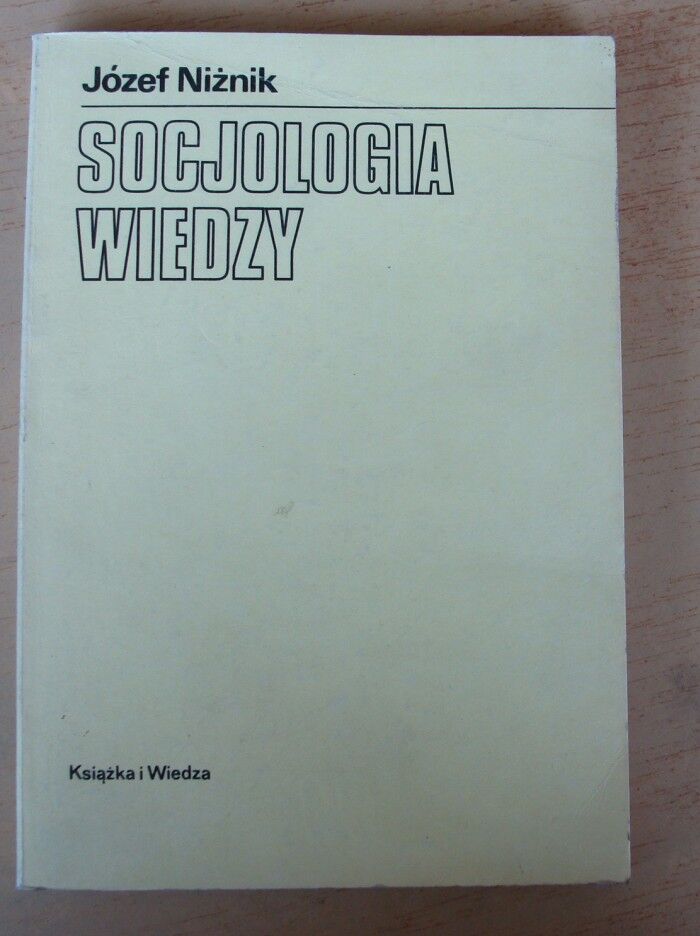 Józef Niżnik
SOCJOLOGIA
WIEDZY
Książka i Wiedza